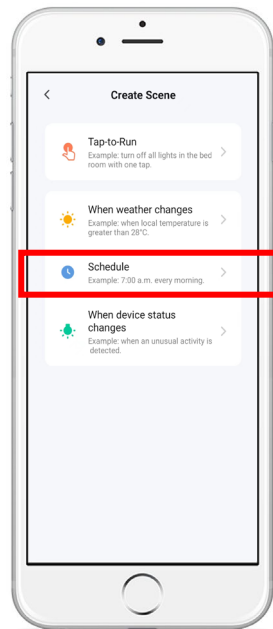 Create Scene
Tap-to-Run
Example: turn off all lights in the bed
room with one tap.
When weather changes
Example: when local temperature is
greater than 28°C.
Schedule
Example: 7:00 a.m. every morning.
When device status
changes
Example: when an unusual activity is
detected.